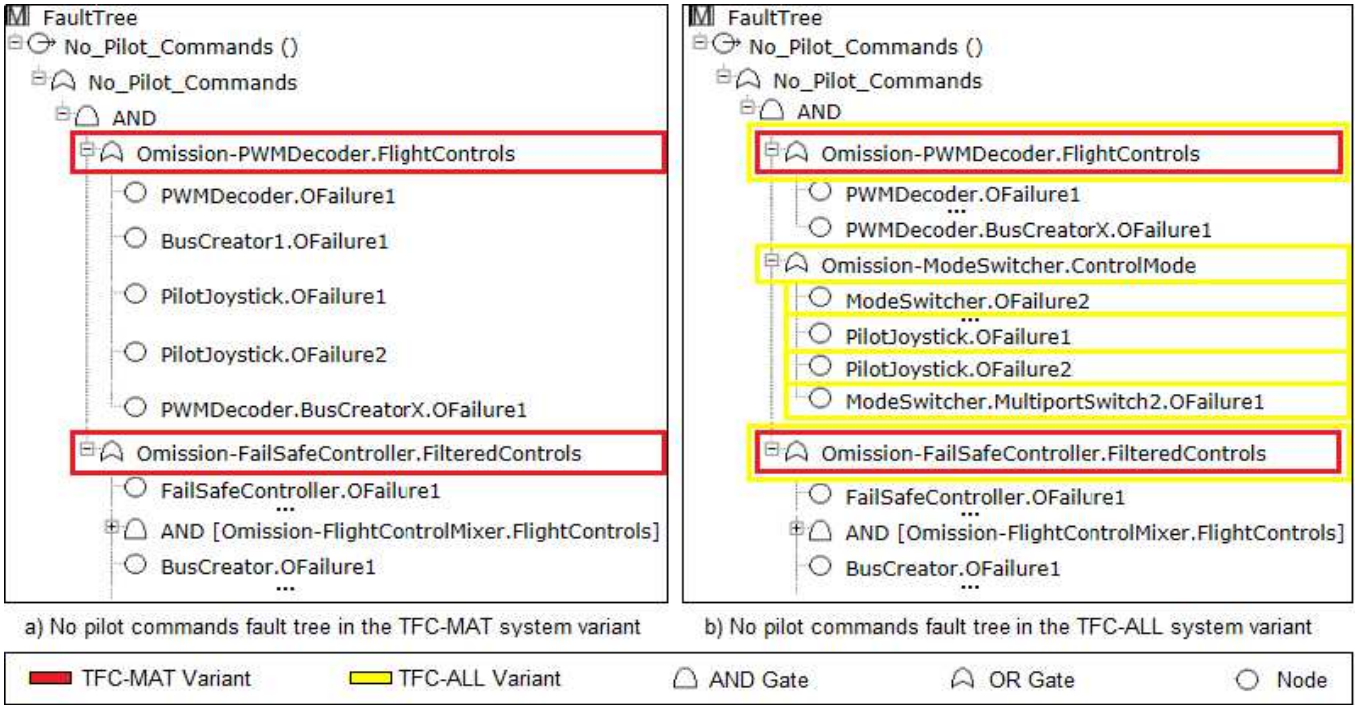 M FaultTree
No_Pilot_Commands ()
No_Pilot_Commands
AND
Omission-PWMDecoder.FlightControls
PWMDecoder.OFailure1
BusCreator1.OFailure1
PilotJoystick.OFailure1
PilotJoystick.OFailure2
PWMDecoder.BusCreatorX.OFailure1
Omission-FailSafeController.FilteredControls
FailSafeController.OFailure1
...
AND [Omission-FlightControlMixer.FlightControls]
BusCreator.OFailure1
...
a) No pilot commands fault tree in the TFC-MAT system variant
M FaultTree
No_Pilot_Commands ()
No_Pilot_Commands
AND
Omission-PWMDecoder.FlightControls
PWMDecoder.OFailure1
...
PWMDecoder.BusCreatorX.OFailure1
Omission-ModeSwitcher.ControlMode
ModeSwitcher.OFailure2
...
PilotJoystick.OFailure1
PilotJoystick.OFailure2
ModeSwitcher.MultiportSwitch2.OFailure1
Omission-FailSafeController.FilteredControls
FailSafeController.OFailure1
...
AND [Omission-FlightControlMixer.FlightControls]
BusCreator.OFailure1
...
b) No pilot commands fault tree in the TFC-ALL system variant
TFC-MAT Variant TFC-ALL Variant AND Gate OR Gate Node